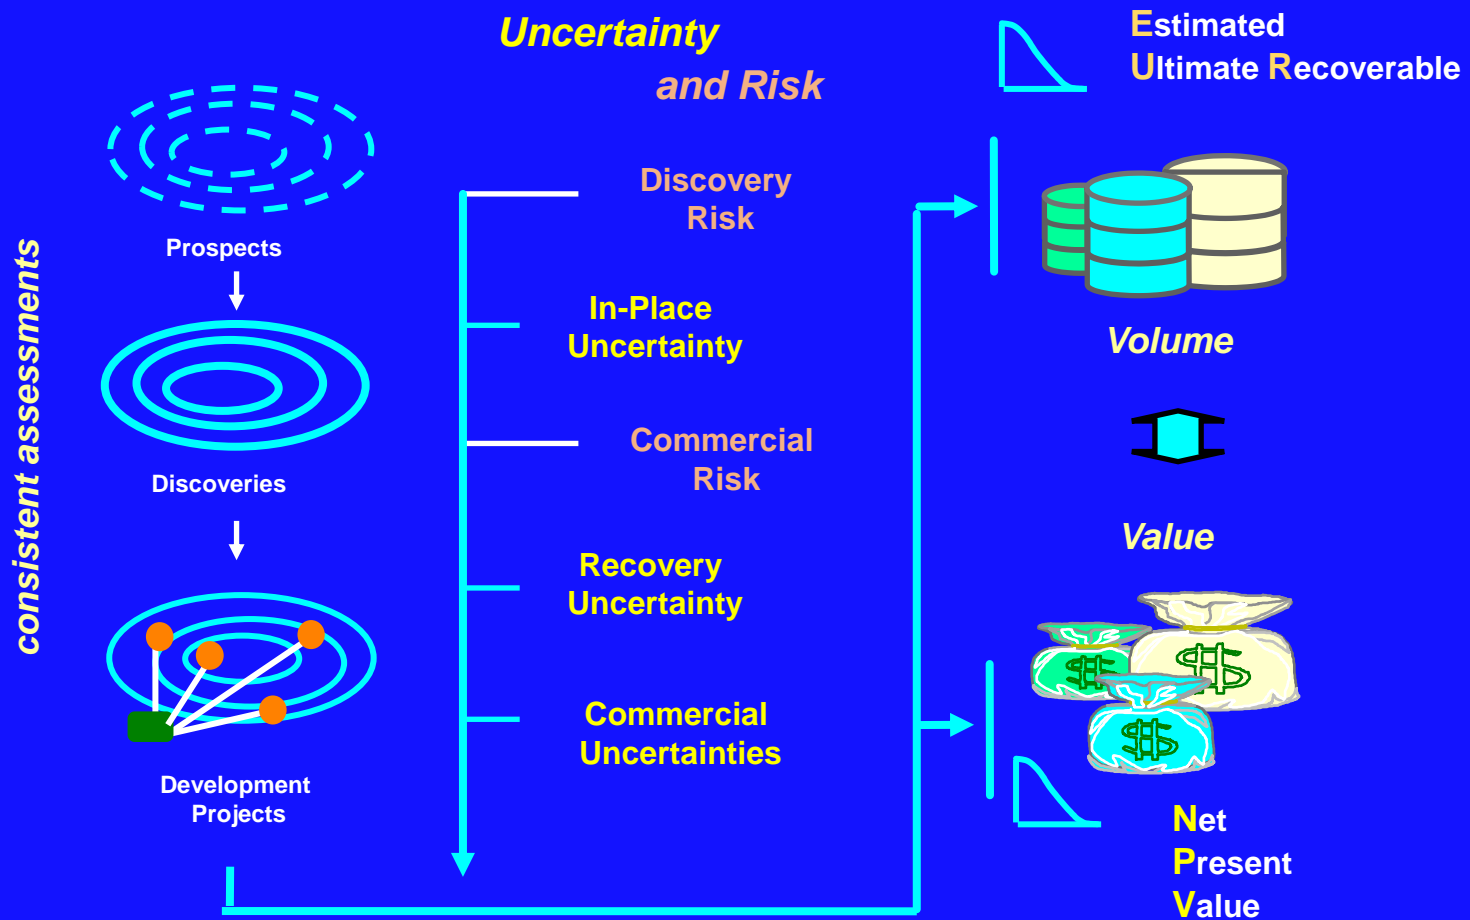 Uncertainty
and Risk
consistent assessments
Prospects
Discoveries
Development
Projects
Discovery
Risk
In-Place
Uncertainty
Commercial
Risk
Recovery
Uncertainty
Commercial
Uncertainties
Estimated
Ultimate Recoverable
Volume
Value
$
$
$
Net
Present
Value